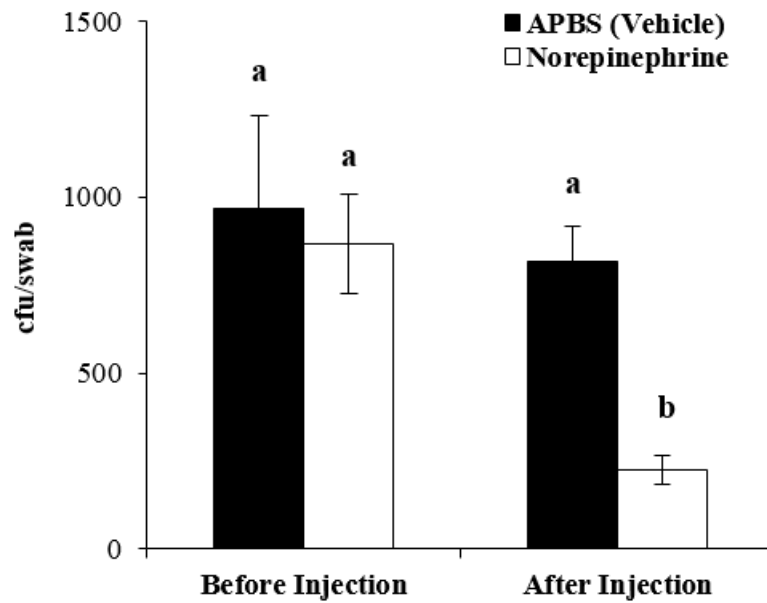 1500
APBS (Vehicle)
Norepinephrine
a
a
a
1000
cfu/swab
500
b
0
Before Injection
After Injection